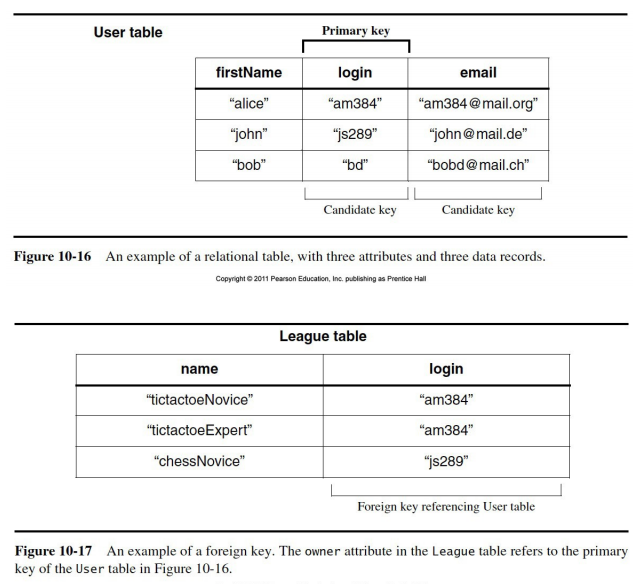 User table
Primary key
firstName login email
“alice” “am384” “am384@mail.org”
“john” “js289” “john@mail.de”
“bob” “bd” “bobd@mail.ch”
Candidate key Candidate key
Figure 10-16 An example of a relational table, with three attributes and three data records.
Copyright © 2011 Pearson Education, Inc. publishing as Prentice Hall
League table
name login
“tictactoeNovice” “am384”
“tictactoeExpert” “am384”
“chessNovice” “js289”
Foreign key referencing User table
Figure 10-17 An example of a foreign key. The owner attribute in the League table refers to the primary
key of the User table in Figure 10-16.